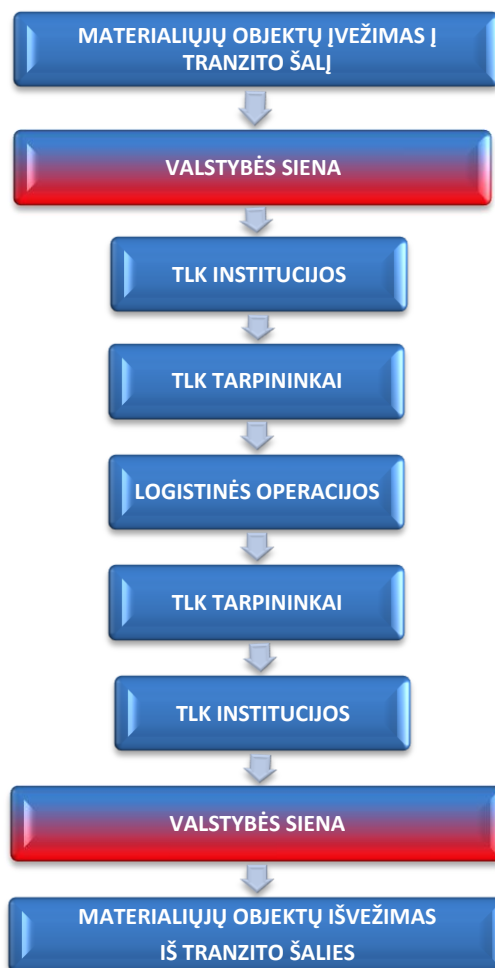 MATERIALIŲJŲ OBJEKTŲ ĮVEŽIMAS Į
TRANZITO ŠALĮ
VALSTYBĖS SIENA
TLK INSTITUCIJOS
TLK TARPININKAI
LOGISTINĖS OPERACIJOS
TLK TARPININKAI
TLK INSTITUCIJOS
VALSTYBĖS SIENA
MATERIALIŲJŲ OBJEKTŲ IŠVEŽIMAS
IŠ TRANZITO ŠALIES